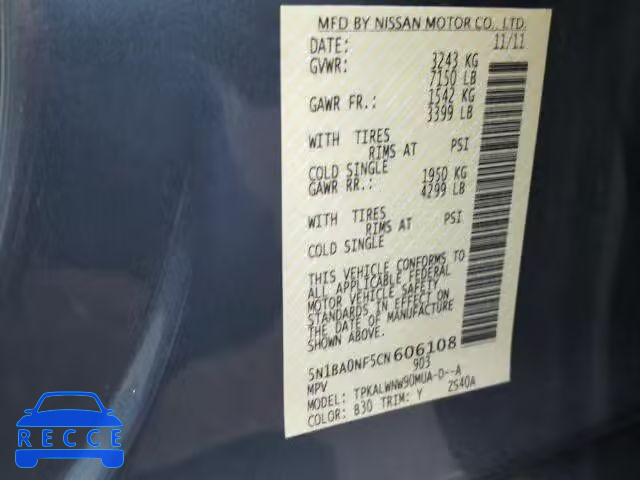 MFD BY NISSAN MOTOR CO., LTD.
DATE: 11/11
GVWR: 3243 KG
7150 LB
GAWR FR.: 1542 KG
3399 LB
WITH TIRES
RIMS AT PSI
COLD SINGLE
GAWR RR.: 1950 KG
4299 LB
WITH TIRES
RIMS AT PSI
COLD SINGLE
THIS VEHICLE CONFORMS TO
ALL APPLICABLE FEDERAL
MOTOR VEHICLE SAFETY
STANDARDS IN EFFECT ON
THE DATE OF MANUFACTURE
SHOWN ABOVE.
5N1BA0NF5CN606108
MPV 903
MODEL: TPKALWNW90MUA-D--A
COLOR: B30 TRIM: Y ZS40A
RECCE